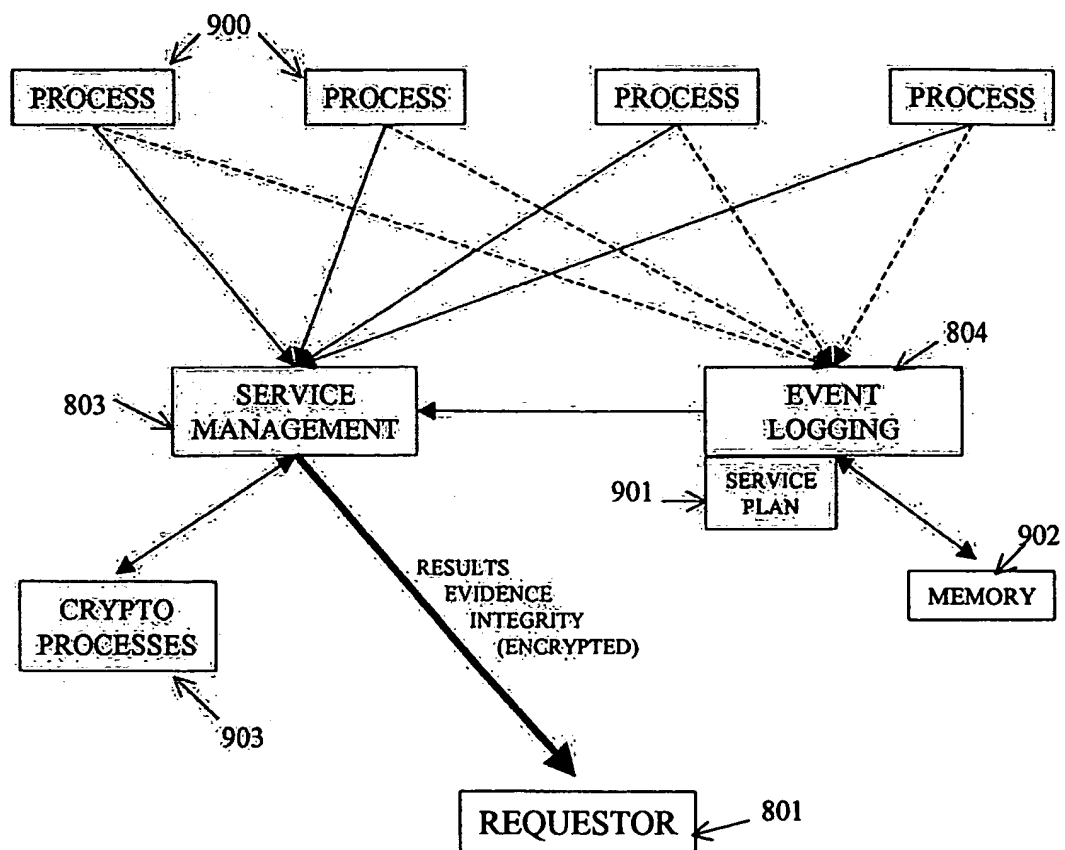 900
PROCESS PROCESS PROCESS PROCESS
804
803
SERVICE
MANAGEMENT
EVENT
LOGGING
901
SERVICE
PLAN
902
MEMORY
RESULTS
EVIDENCE
INTEGRITY
(ENCRYPTED)
CRYPTO
PROCESSES
903
REQUESTOR
801